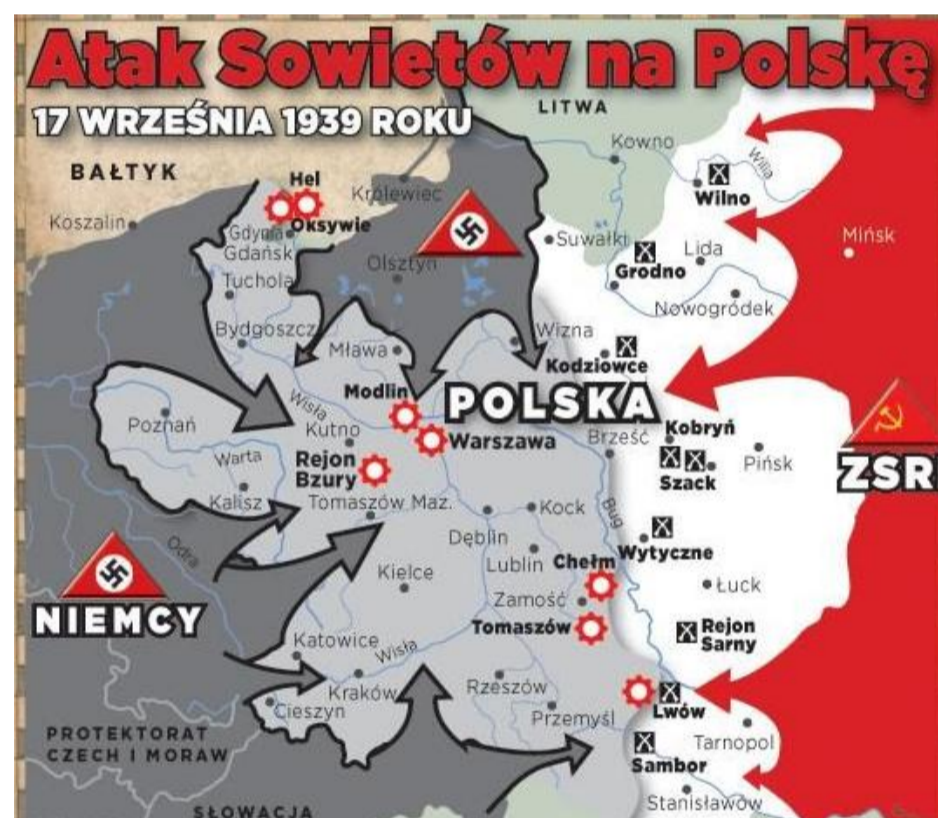 Atak Sowietów na Polskę
17 WRZEŚNIA 1939 ROKU
LITWA
BAŁTYK
Kowno
Wilia
Hel
Królewiec
Wilno
Koszalin
Oksywie
Gdynia
Gdańsk
Suwałki
Lida
Mińsk
Olsztyn
Grodno
Tuchola
Nowogródek
Bydgoszcz
Mława
Wizna
Kodziowce
Modlin
POLSKA
Wisła
Poznań
Kutno
Warszawa
Brześć
Kobryń
Warta
Rejon
Bzury
Szack
Pińsk
ZSR
Kalisz
Tomaszów Maz.
Kock
Bug
Odra
Dęblin
Wytyczne
Lublin
Chełm
Kielce
Łuck
NIEMCY
Zamość
Tomaszów
Rejon
Sarny
Katowice
Wisła
Kraków
Rzeszów
Cieszyn
Przemyśl
Lwów
PROTEKTORAT
CZECH I MORAW
Tarnopol
Sambor
SŁOWACJA
Stanisławów